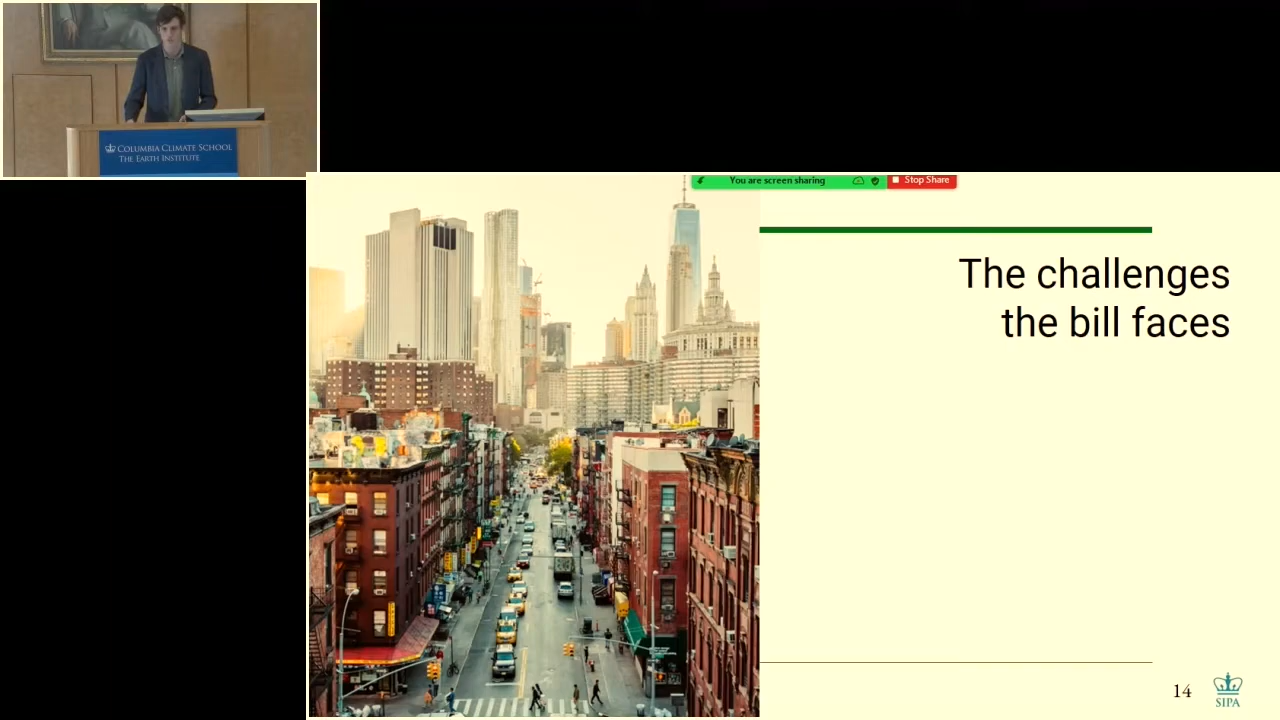 COLUMBIA CLIMATE SCHOOL
THE EARTH INSTITUTE
You are screen sharing
Stop Share
The challenges
the bill faces
14
SIPA